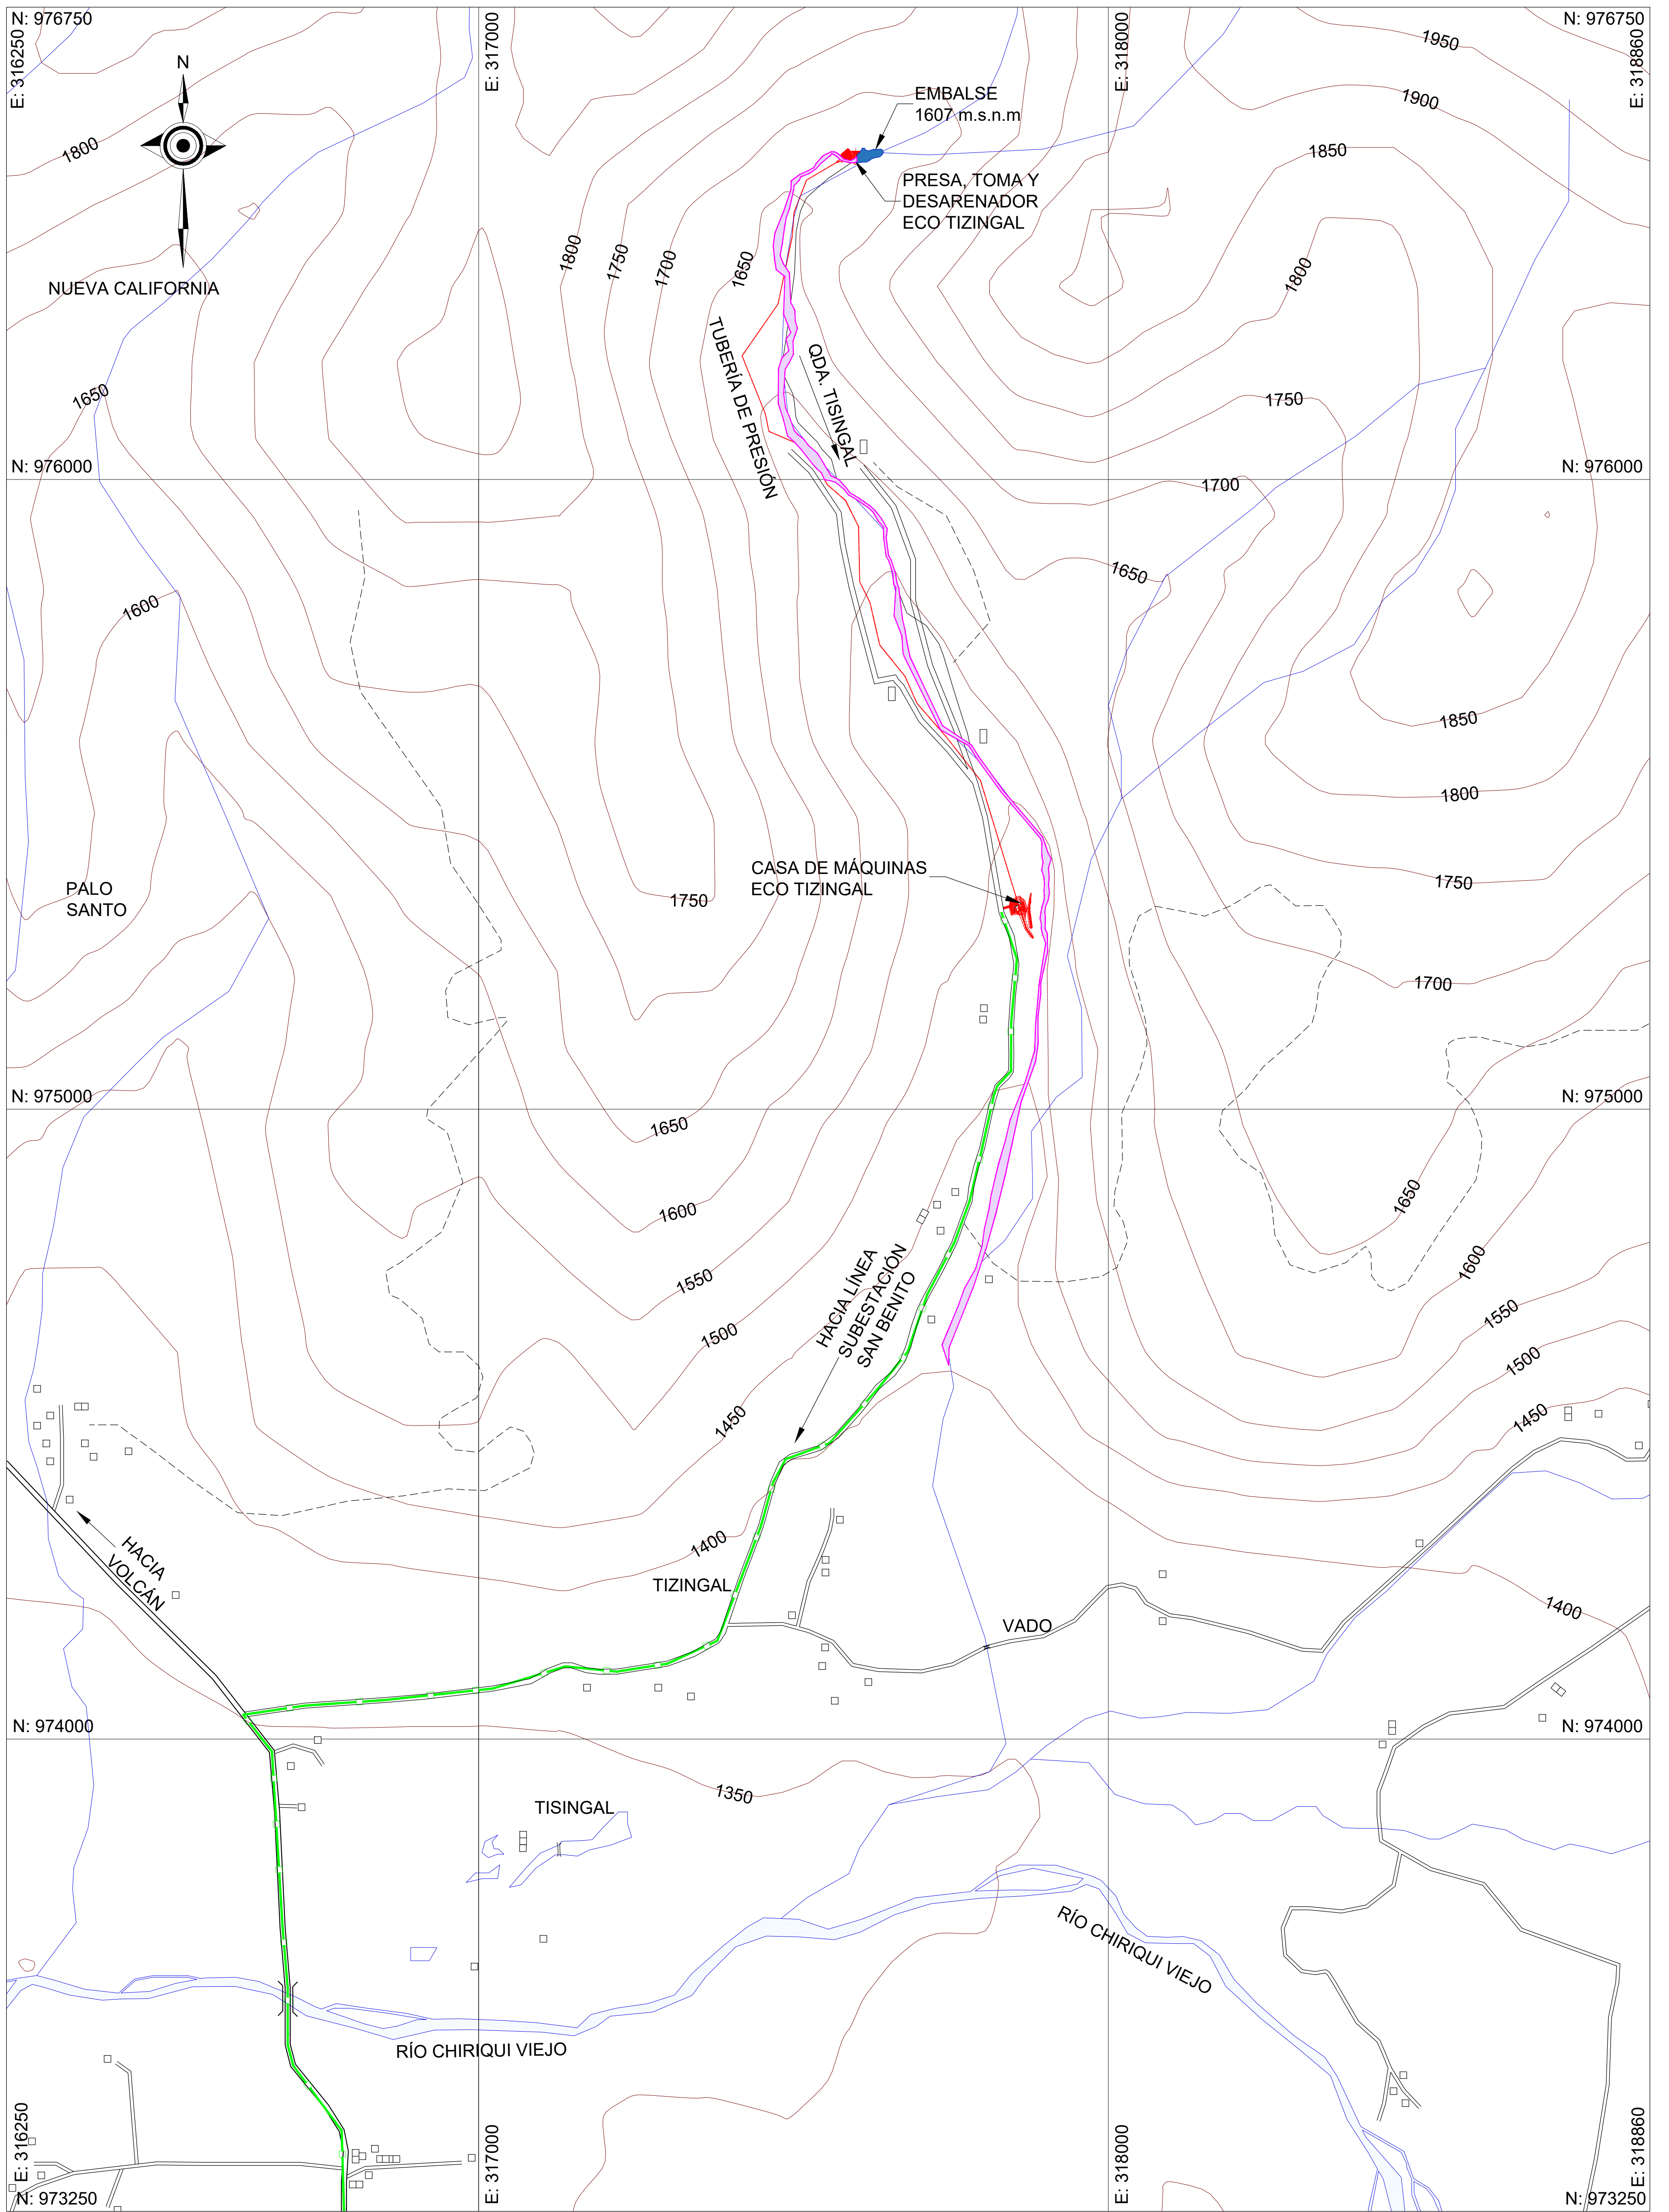 N: 976750
E: 316250
E: 317000
E: 318000
N: 976750
E: 318860
1950
1900
N
EMBALSE
1607 m.s.n.m
1800
1850
PRESA, TOMA Y
DESARENADOR
ECO TIZINGAL
1800
1750
1700
1650
1800
NUEVA CALIFORNIA
TUBERÍA DE PRESIÓN
QDA. TISINGAL
1650
1750
N: 976000
N: 976000
1700
1650
1600
1850
1800
CASA DE MÁQUINAS
ECO TIZINGAL
PALO
SANTO
1750
1750
1700
N: 975000
N: 975000
1650
1650
1600
1600
HACIA LÍNEA
SUBESTACIÓN
SAN BENITO
1550
1550
1500
1500
1450
1450
HACIA
VOLCÁN
1400
TIZINGAL
1400
VADO
N: 974000
N: 974000
1350
TISINGAL
RÍO CHIRIQUI VIEJO
RÍO CHIRIQUI VIEJO
E: 316250
N: 973250
E: 317000
E: 318000
E: 318860
N: 973250